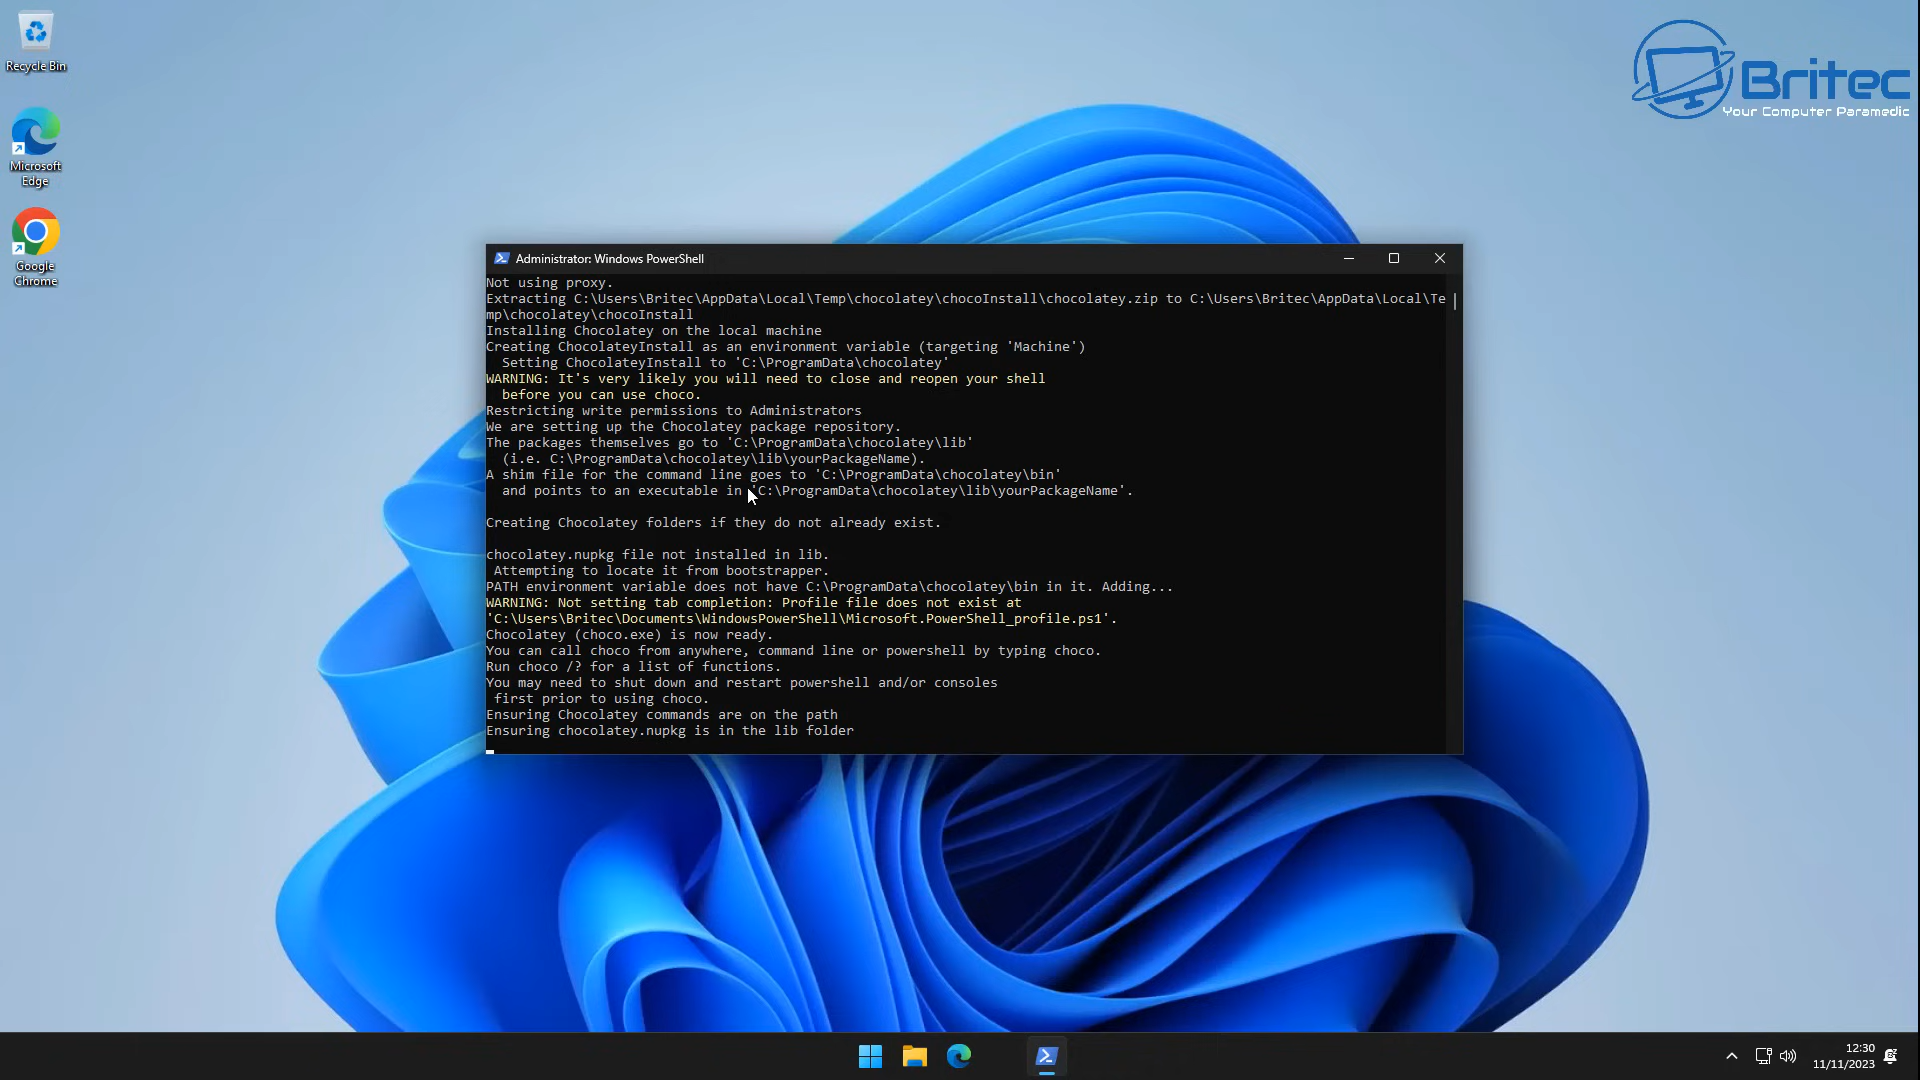 Recycle Bin
Microsoft
Edge
Google
Chrome
Britec
Your Computer Paramedic
Administrator: Windows PowerShell
Not using proxy.
Extracting C:\Users\Britec\AppData\Local\Temp\chocolatey\chocoInstall\chocolatey.zip to C:\Users\Britec\AppData\Local\Te
mp\chocolatey\chocoInstall
Installing Chocolatey on the local machine
Creating ChocolateyInstall as an environment variable (targeting 'Machine')
Setting ChocolateyInstall to 'C:\ProgramData\chocolatey'
WARNING: It's very likely you will need to close and reopen your shell
before you can use choco.
Restricting write permissions to Administrators
We are setting up the Chocolatey package repository.
The packages themselves go to 'C:\ProgramData\chocolatey\lib'
(i.e. C:\ProgramData\chocolatey\lib\yourPackageName).
A shim file for the command line goes to 'C:\ProgramData\chocolatey\bin'
and points to an executable in 'C:\ProgramData\chocolatey\lib\yourPackageName'.
Creating Chocolatey folders if they do not already exist.
chocolatey.nupkg file not installed in lib.
Attempting to locate it from bootstrapper.
PATH environment variable does not have C:\ProgramData\chocolatey\bin in it. Adding...
WARNING: Not setting tab completion: Profile file does not exist at
'C:\Users\Britec\Documents\WindowsPowerShell\Microsoft.PowerShell_profile.ps1'.
Chocolatey (choco.exe) is now ready.
You can call choco from anywhere, command line or powershell by typing choco.
Run choco /? for a list of functions.
You may need to shut down and restart powershell and/or consoles
first prior to using choco.
Ensuring Chocolatey commands are on the path
Ensuring chocolatey.nupkg is in the lib folder
12:30
11/11/2023